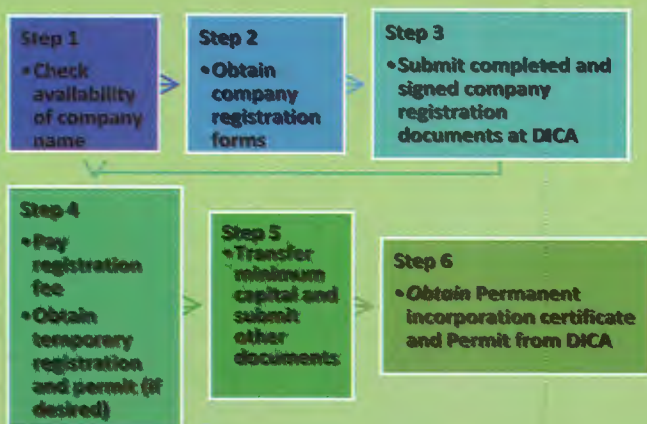 Step 1
•Check
availability
of company
name
Step 2
•Obtain
company
registration
forms
Step 3
•Submit completed and
signed company
registration
documents at DICA
Step 4
•Pay
registration
fee
•Obtain
temporary
registration
and permit (if
desired)
Step 5
•Transfer
minimum
capital and
submit
other
documents
Step 6
•Obtain Permanent
incorporation certificate
and Permit from DICA